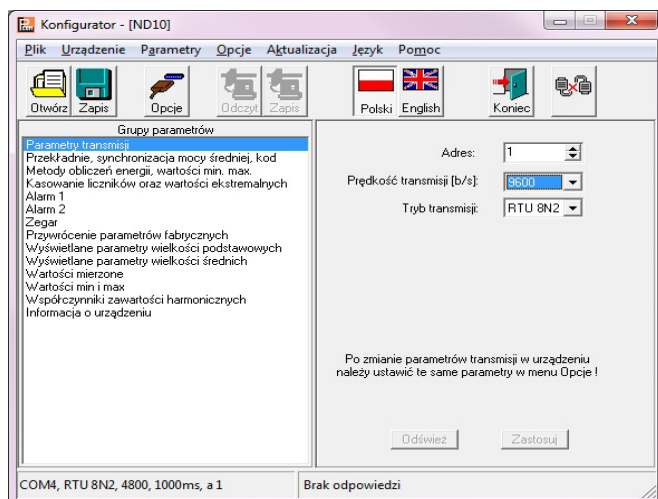 Konfigurator - [ND10]
Plik Urządzenie Parametry Opcje Aktualizacja Język Pomoc
Otwórz Zapis Opcje Odczyt Zapis Polski English Koniec
Grupy parametrów
Parametry transmisji
Przekładnie, synchronizacja mocy średniej, kod
Metody obliczeń energii, wartości min. max.
Kasowanie liczników oraz wartości ekstremalnych
Alarm 1
Alarm 2
Zegar
Przywrócenie parametrów fabrycznych
Wyświetlane parametry wielkości podstawowych
Wyświetlane parametry wielkości średnich
Wartości mierzone
Wartości min i max
Współczynniki zawartości harmonicznych
Informacja o urządzeniu
Adres: 1
Prędkość transmisji [b/s]: 9600
Tryb transmisji: RTU 8N2
Po zmianie parametrów transmisji w urządzeniu
należy ustawić te same parametry w menu Opcje !
Odśwież Zastosuj
COM4, RTU 8N2, 4800, 1000ms, a 1 Brak odpowiedzi